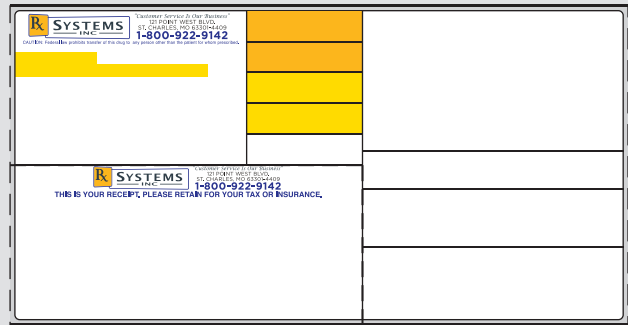 Rx SYSTEMS
INC
"Customer Service Is Our Business"
121 POINT WEST BLVD.
ST. CHARLES, MO 63301-4409
1-800-922-9142
CAUTION: Federal law prohibits transfer of this drug to any person other than the patient for whom prescribed.
Rx SYSTEMS
INC
"Customer Service Is Our Business"
121 POINT WEST BLVD.
ST. CHARLES, MO 63301-4409
1-800-922-9142
THIS IS YOUR RECEIPT, PLEASE RETAIN FOR YOUR TAX OR INSURANCE.